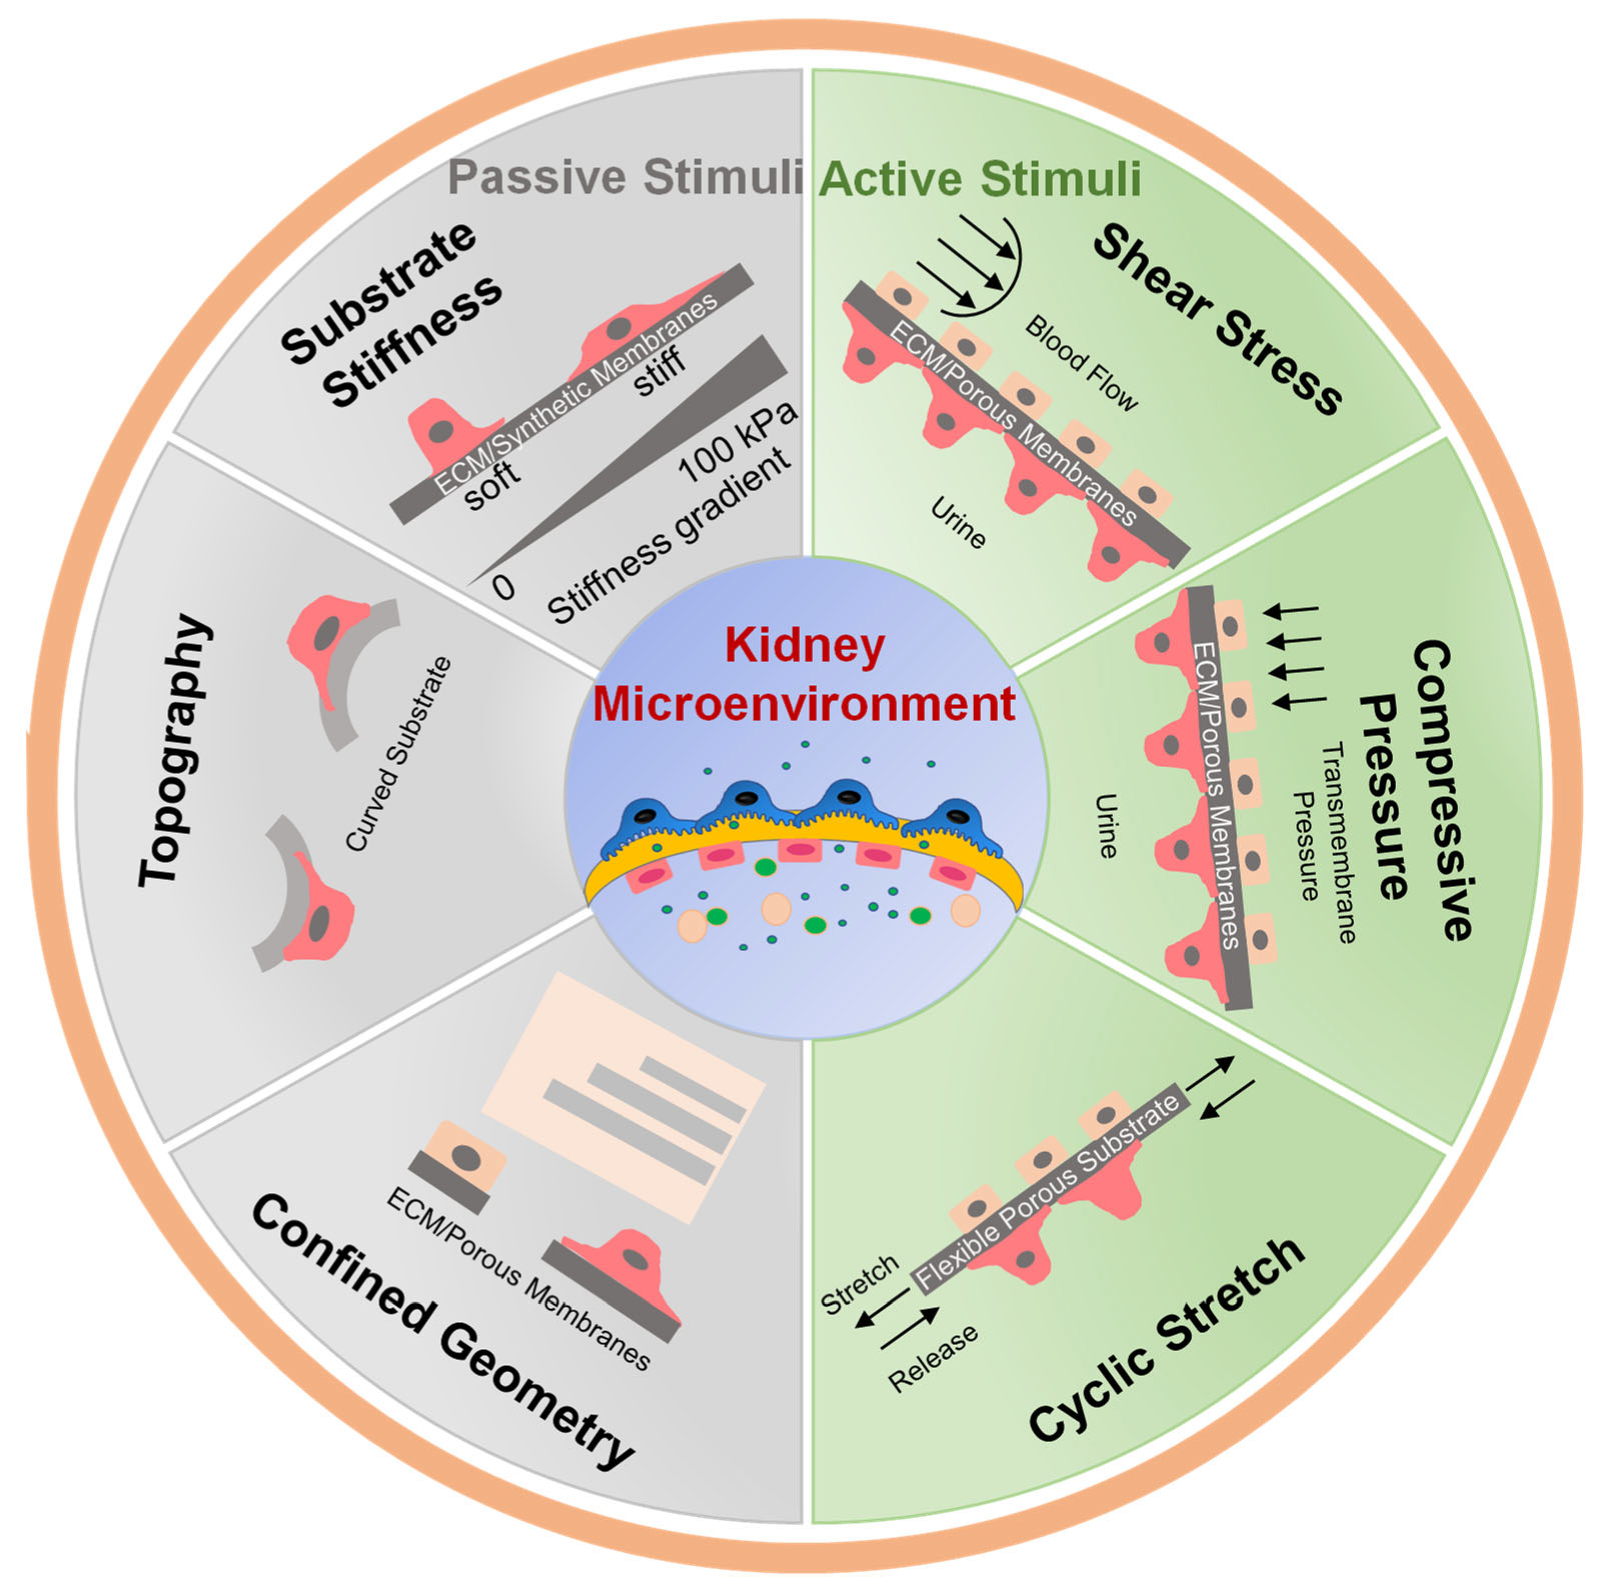 Passive Stimuli
Active Stimuli
Substrate
Stiffness
ECM/Synthetic Membranes
soft
stiff
0
100 kPa
Stiffness gradient
Shear Stress
Blood Flow
ECM/Porous Membranes
Urine
Compressive
Pressure
Transmembrane
Pressure
ECM/Porous Membranes
Urine
Cyclic Stretch
Flexible Porous Substrate
Stretch
Release
Confined Geometry
ECM/Porous Membranes
Topography
Curved Substrate
Kidney
Microenvironment